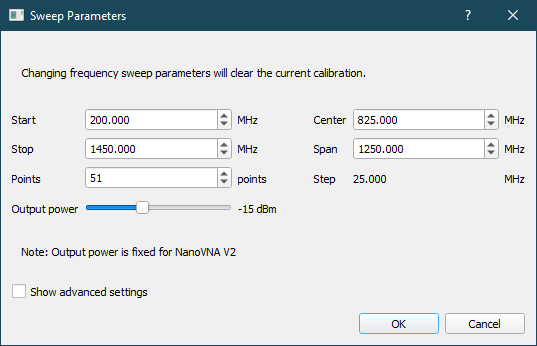 Sweep Parameters
?
Changing frequency sweep parameters will clear the current calibration.
Start 200.000 MHz Center 825.000 MHz
Stop 1450.000 MHz Span 1250.000 MHz
Points 51 points Step 25.000 MHz
Output power -15 dBm
Note: Output power is fixed for NanoVNA V2
Show advanced settings
OK Cancel